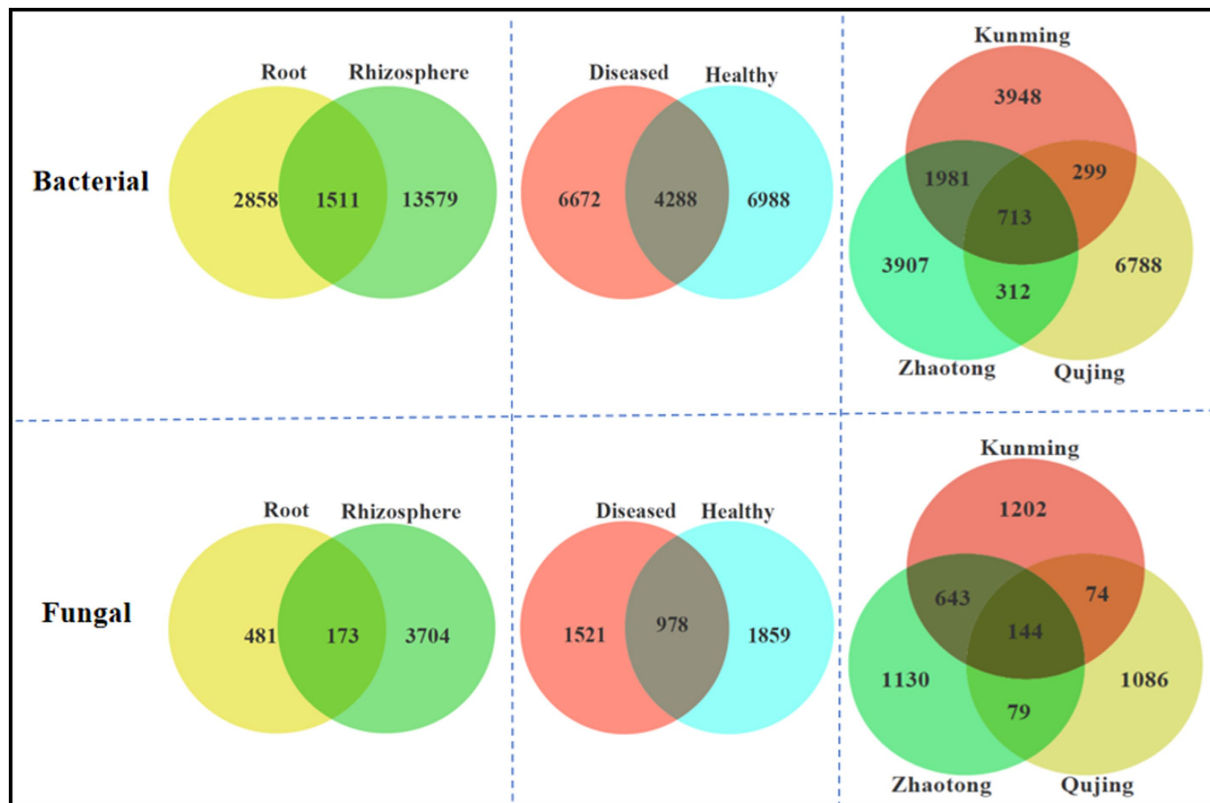 Bacterial
Root Rhizosphere
2858 1511 13579
Diseased Healthy
6672 4288 6988
Kunming
3948
1981 299
713
3907 6788
312
Zhaotong Qujing
Fungal
Root Rhizosphere
481 173 3704
Diseased Healthy
1521 978 1859
Kunming
1202
643 74
144
1130 1086
79
Zhaotong Qujing